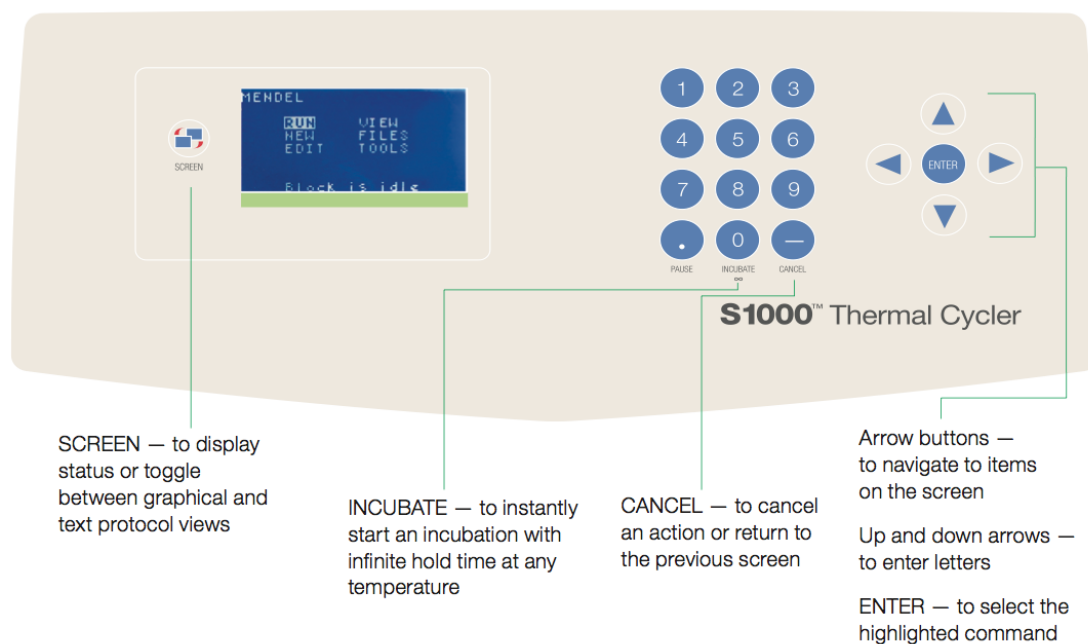 MENDEL
RUN VIEW
NEW FILES
EDIT TOOLS
Block is idle
SCREEN
1 2 3
4 5 6
7 8 9
. 0 —
PAUSE INCUBATE CANCEL
∞
ENTER
S1000™ Thermal Cycler
SCREEN — to display
status or toggle
between graphical and
text protocol views
INCUBATE — to instantly
start an incubation with
infinite hold time at any
temperature
CANCEL — to cancel
an action or return to
the previous screen
Arrow buttons —
to navigate to items
on the screen
Up and down arrows —
to enter letters
ENTER — to select the
highlighted command